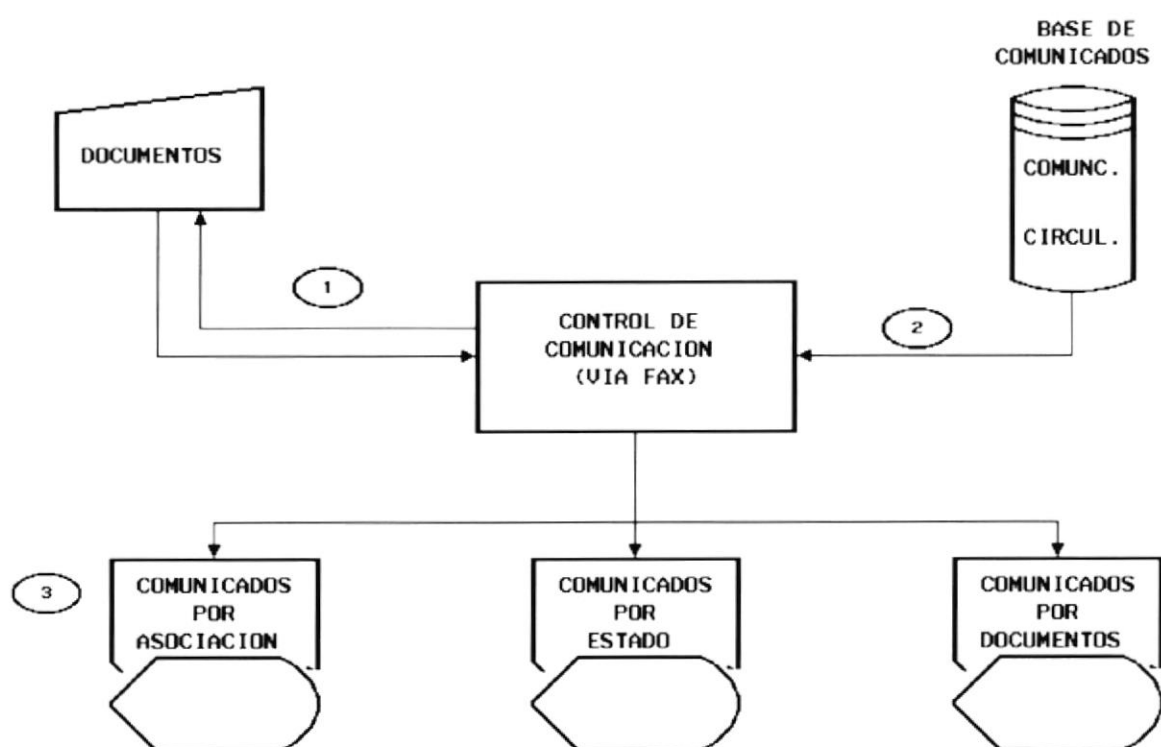 BASE DE
COMUNICADOS
DOCUMENTOS
COMUNC.
CIRCUL.
1
CONTROL DE
COMUNICACION
(VIA FAX)
2
3
COMUNICADOS
POR
ASOCIACION
COMUNICADOS
POR
ESTADO
COMUNICADOS
POR
DOCUMENTOS